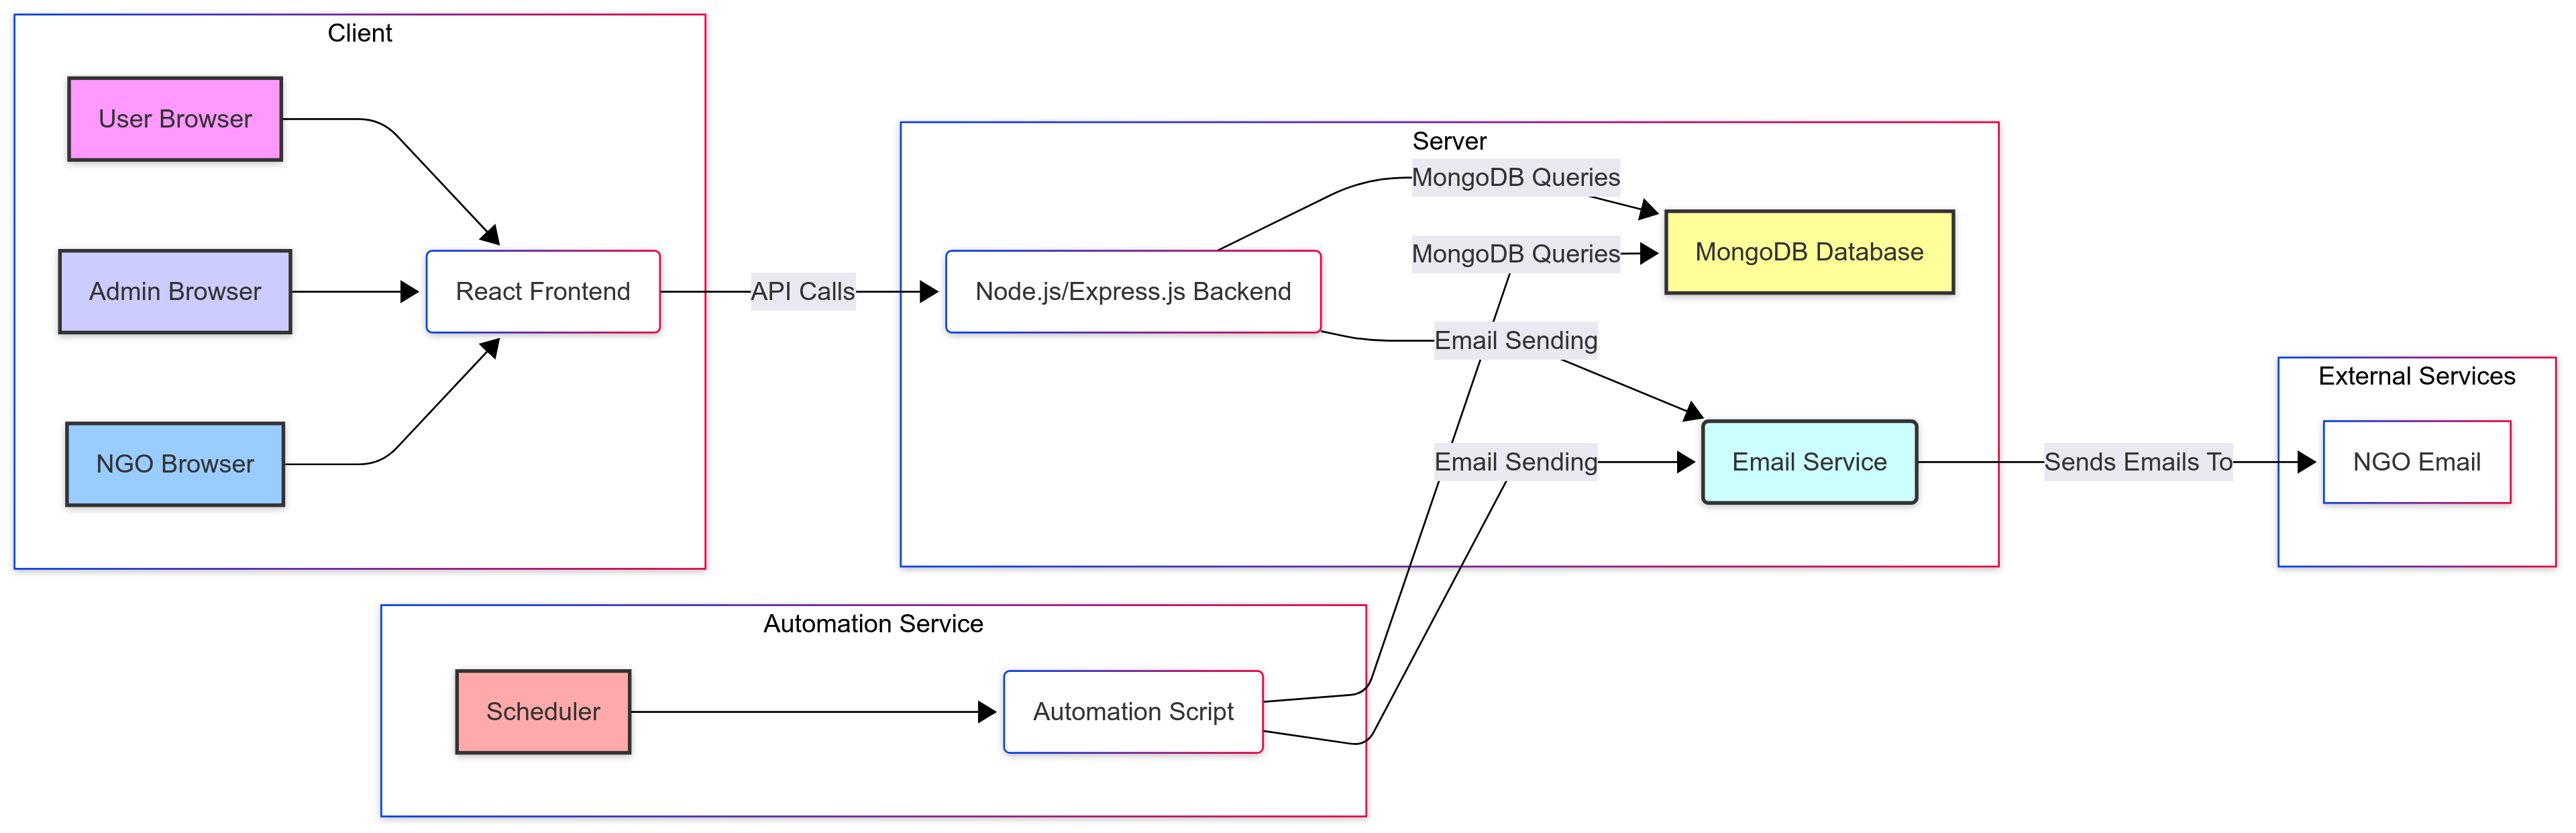 Client
User Browser
Admin Browser
NGO Browser
React Frontend
API Calls
Server
Node.js/Express.js Backend
MongoDB Queries
MongoDB Queries
Email Sending
Email Sending
MongoDB Database
Email Service
Sends Emails To
External Services
NGO Email
Automation Service
Scheduler
Automation Script